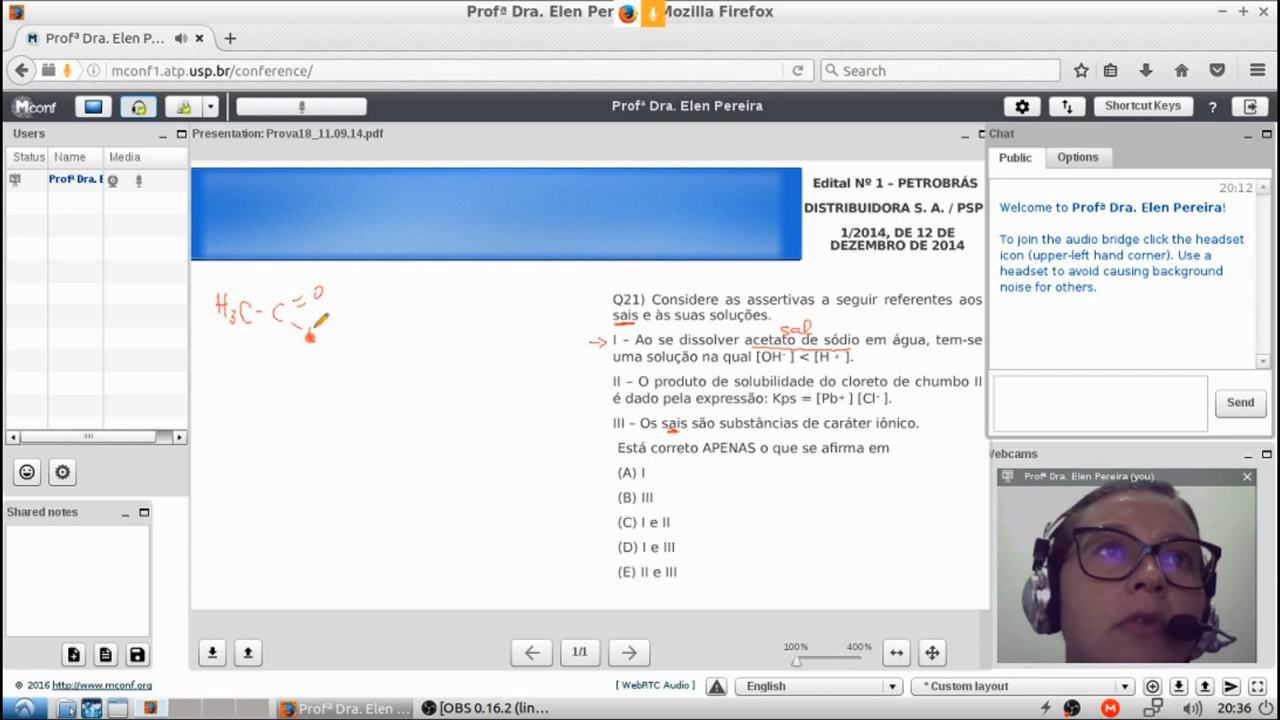 Profª Dra. Elen Per Mozilla Firefox
Profª Dra. Elen P...
mconf1.atp.usp.br/conference/
Search
Mconf
Profª Dra. Elen Pereira
Shortcut Keys
?
Users
Presentation: Prova18_11.09.14.pdf
Chat
Status Name Media
Profª Dra. E
Public Options
20:12
Welcome to Profª Dra. Elen Pereira!
To join the audio bridge click the headset
icon (upper-left hand corner). Use a
headset to avoid causing background
noise for others.
Send
Edital Nº 1 – PETROBRÁS
DISTRIBUIDORA S. A. / PSP
1/2014, DE 12 DE
DEZEMBRO DE 2014
H3C - C = O
Q21) Considere as assertivas a seguir referentes aos
sais e às suas soluções.
sal
I – Ao se dissolver acetato de sódio em água, tem-se
uma solução na qual [OH⁻] < [H⁺].
II – O produto de solubilidade do cloreto de chumbo II
é dado pela expressão: Kps = [Pb⁺] [Cl⁻].
III – Os sais são substâncias de caráter iônico.
Está correto APENAS o que se afirma em
(A) I
(B) III
(C) I e II
(D) I e III
(E) II e III
Webcams
Profª Dra. Elen Pereira (you)
Shared notes
1/1
100% 400%
© 2016 http://www.mconf.org
[ WebRTC Audio ]
English
* Custom layout
Profª Dra. Elen P...
[OBS 0.16.2 (lin...
20:36